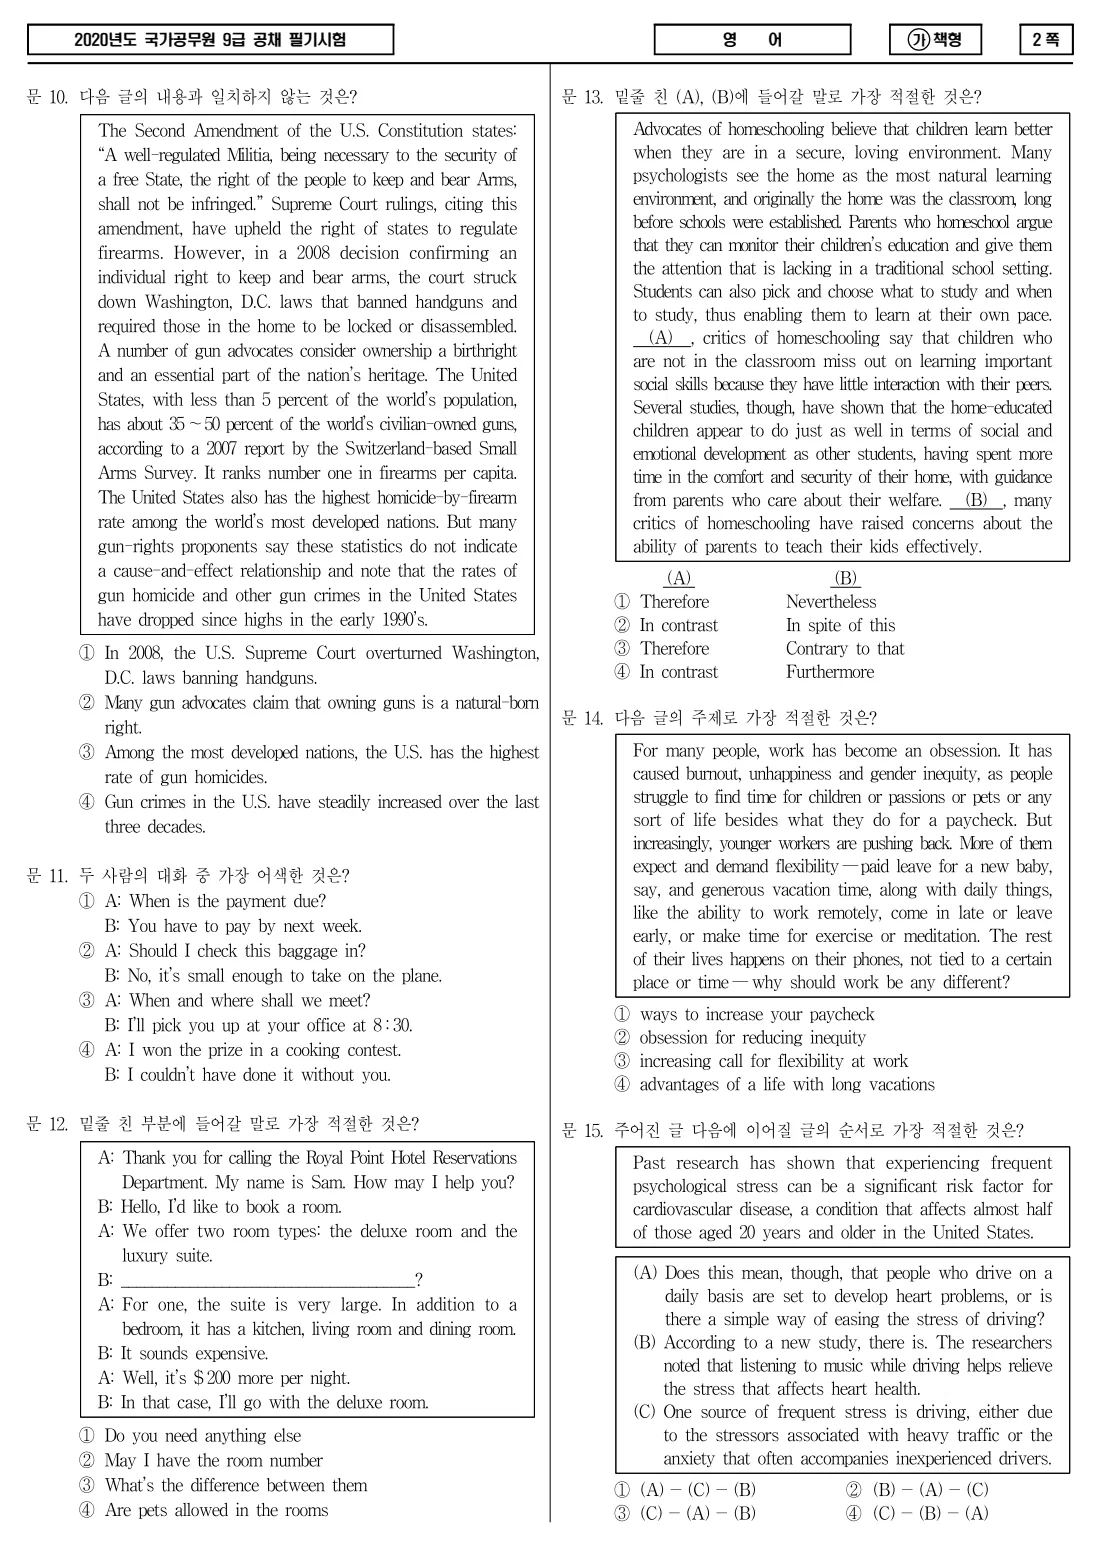 2020년도 국가공무원 9급 공채 필기시험
영 어
㉮ 책형
2 쪽
문 10. 다음 글의 내용과 일치하지 않는 것은?
The Second Amendment of the U.S. Constitution states:
“A well-regulated Militia, being necessary to the security of
a free State, the right of the people to keep and bear Arms,
shall not be infringed.” Supreme Court rulings, citing this
amendment, have upheld the right of states to regulate
firearms. However, in a 2008 decision confirming an
individual right to keep and bear arms, the court struck
down Washington, D.C. laws that banned handguns and
required those in the home to be locked or disassembled.
A number of gun advocates consider ownership a birthright
and an essential part of the nation’s heritage. The United
States, with less than 5 percent of the world’s population,
has about 35 ~ 50 percent of the world’s civilian-owned guns,
according to a 2007 report by the Switzerland-based Small
Arms Survey. It ranks number one in firearms per capita.
The United States also has the highest homicide-by-firearm
rate among the world’s most developed nations. But many
gun-rights proponents say these statistics do not indicate
a cause-and-effect relationship and note that the rates of
gun homicide and other gun crimes in the United States
have dropped since highs in the early 1990’s.
① In 2008, the U.S. Supreme Court overturned Washington,
D.C. laws banning handguns.
② Many gun advocates claim that owning guns is a natural-born
right.
③ Among the most developed nations, the U.S. has the highest
rate of gun homicides.
④ Gun crimes in the U.S. have steadily increased over the last
three decades.
문 11. 두 사람의 대화 중 가장 어색한 것은?
① A: When is the payment due?
B: You have to pay by next week.
② A: Should I check this baggage in?
B: No, it’s small enough to take on the plane.
③ A: When and where shall we meet?
B: I’ll pick you up at your office at 8 : 30.
④ A: I won the prize in a cooking contest.
B: I couldn’t have done it without you.
문 12. 밑줄 친 부분에 들어갈 말로 가장 적절한 것은?
A: Thank you for calling the Royal Point Hotel Reservations
Department. My name is Sam. How may I help you?
B: Hello, I’d like to book a room.
A: We offer two room types: the deluxe room and the
luxury suite.
B: ________________________________?
A: For one, the suite is very large. In addition to a
bedroom, it has a kitchen, living room and dining room.
B: It sounds expensive.
A: Well, it’s $ 200 more per night.
B: In that case, I’ll go with the deluxe room.
① Do you need anything else
② May I have the room number
③ What’s the difference between them
④ Are pets allowed in the rooms
문 13. 밑줄 친 (A), (B)에 들어갈 말로 가장 적절한 것은?
Advocates of homeschooling believe that children learn better
when they are in a secure, loving environment. Many
psychologists see the home as the most natural learning
environment, and originally the home was the classroom, long
before schools were established. Parents who homeschool argue
that they can monitor their children’s education and give them
the attention that is lacking in a traditional school setting.
Students can also pick and choose what to study and when
to study, thus enabling them to learn at their own pace.
(A) , critics of homeschooling say that children who
are not in the classroom miss out on learning important
social skills because they have little interaction with their peers.
Several studies, though, have shown that the home-educated
children appear to do just as well in terms of social and
emotional development as other students, having spent more
time in the comfort and security of their home, with guidance
from parents who care about their welfare. (B) , many
critics of homeschooling have raised concerns about the
ability of parents to teach their kids effectively.
(A) (B)
① Therefore Nevertheless
② In contrast In spite of this
③ Therefore Contrary to that
④ In contrast Furthermore
문 14. 다음 글의 주제로 가장 적절한 것은?
For many people, work has become an obsession. It has
caused burnout, unhappiness and gender inequity, as people
struggle to find time for children or passions or pets or any
sort of life besides what they do for a paycheck. But
increasingly, younger workers are pushing back. More of them
expect and demand flexibility — paid leave for a new baby,
say, and generous vacation time, along with daily things,
like the ability to work remotely, come in late or leave
early, or make time for exercise or meditation. The rest
of their lives happens on their phones, not tied to a certain
place or time — why should work be any different?
① ways to increase your paycheck
② obsession for reducing inequity
③ increasing call for flexibility at work
④ advantages of a life with long vacations
문 15. 주어진 글 다음에 이어질 글의 순서로 가장 적절한 것은?
Past research has shown that experiencing frequent
psychological stress can be a significant risk factor for
cardiovascular disease, a condition that affects almost half
of those aged 20 years and older in the United States.
(A) Does this mean, though, that people who drive on a
daily basis are set to develop heart problems, or is
there a simple way of easing the stress of driving?
(B) According to a new study, there is. The researchers
noted that listening to music while driving helps relieve
the stress that affects heart health.
(C) One source of frequent stress is driving, either due
to the stressors associated with heavy traffic or the
anxiety that often accompanies inexperienced drivers.
① (A) − (C) − (B) ② (B) − (A) − (C)
③ (C) − (A) − (B) ④ (C) − (B) − (A)